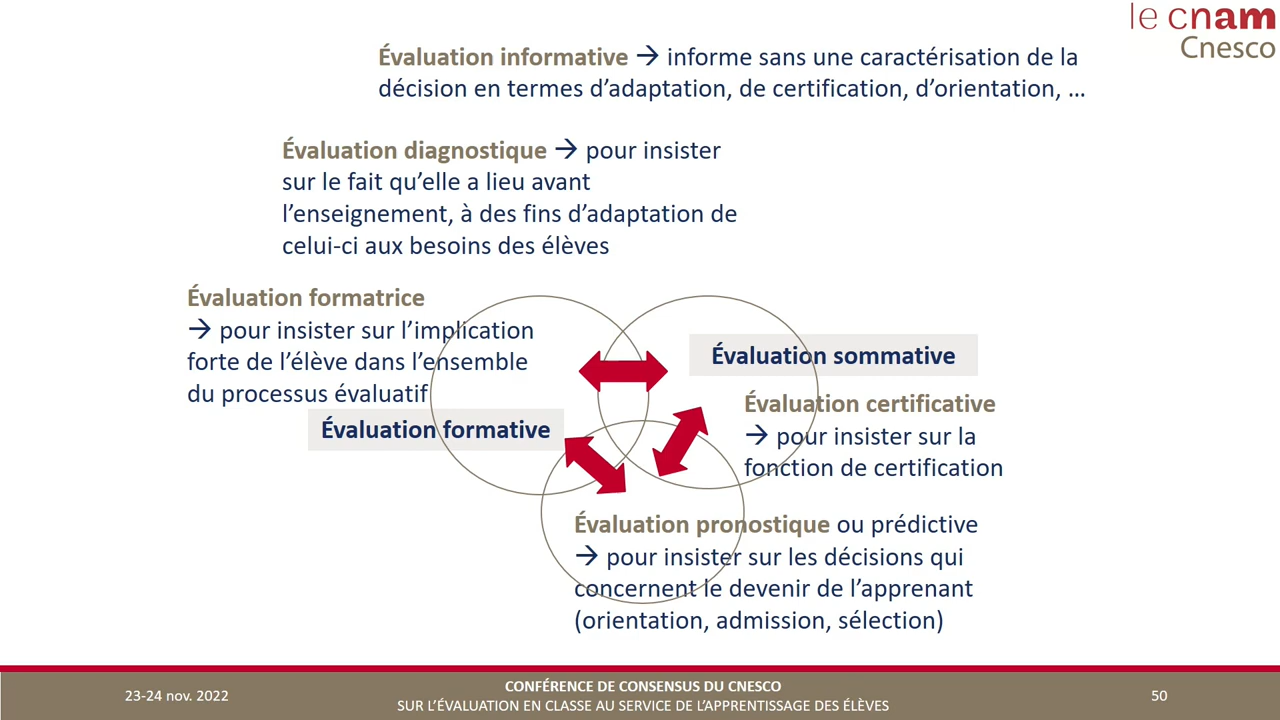 le cnam
Cnesco
Évaluation informative → informe sans une caractérisation de la
décision en termes d’adaptation, de certification, d’orientation, …
Évaluation diagnostique → pour insister
sur le fait qu’elle a lieu avant
l’enseignement, à des fins d’adaptation de
celui-ci aux besoins des élèves
Évaluation formatrice
→ pour insister sur l’implication
forte de l’élève dans l’ensemble
du processus évaluatif
Évaluation formative
Évaluation sommative
Évaluation certificative
→ pour insister sur la
fonction de certification
Évaluation pronostique ou prédictive
→ pour insister sur les décisions qui
concernent le devenir de l’apprenant
(orientation, admission, sélection)
23-24 nov. 2022
CONFÉRENCE DE CONSENSUS DU CNESCO
SUR L’ÉVALUATION EN CLASSE AU SERVICE DE L’APPRENTISSAGE DES ÉLÈVES
50